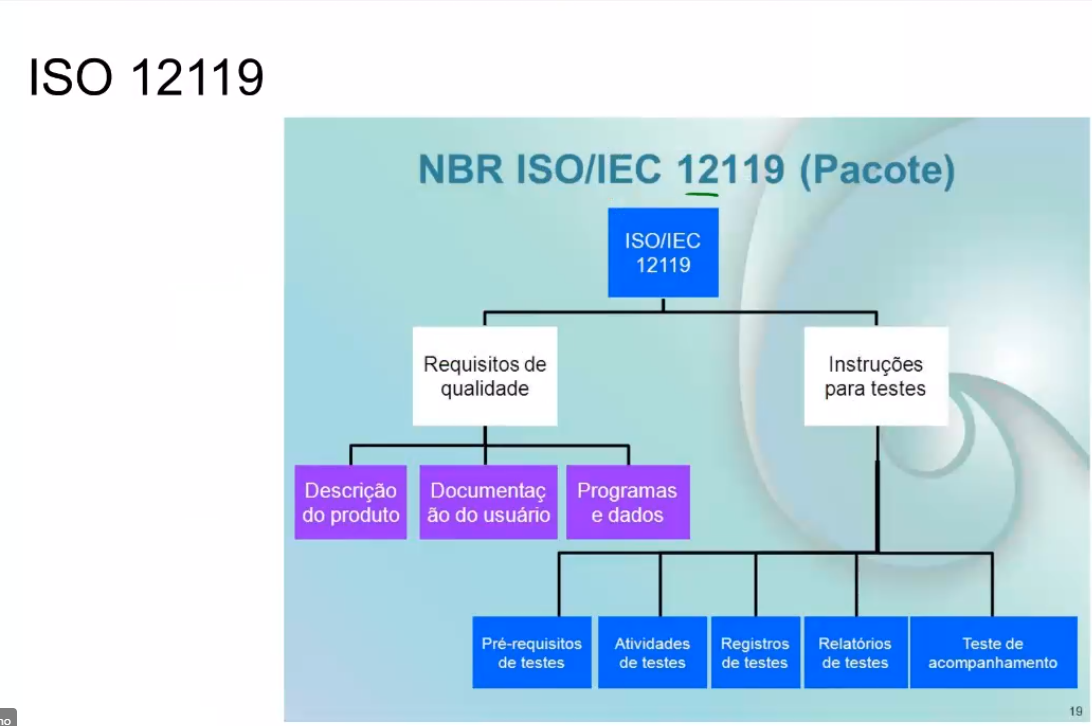 ISO 12119
NBR ISO/IEC 12119 (Pacote)
ISO/IEC
12119
Requisitos de
qualidade
Instruções
para testes
Descrição
do produto
Documentaç
ão do usuário
Programas
e dados
Pré-requisitos
de testes
Atividades
de testes
Registros
de testes
Relatórios
de testes
Teste de
acompanhamento
19
no